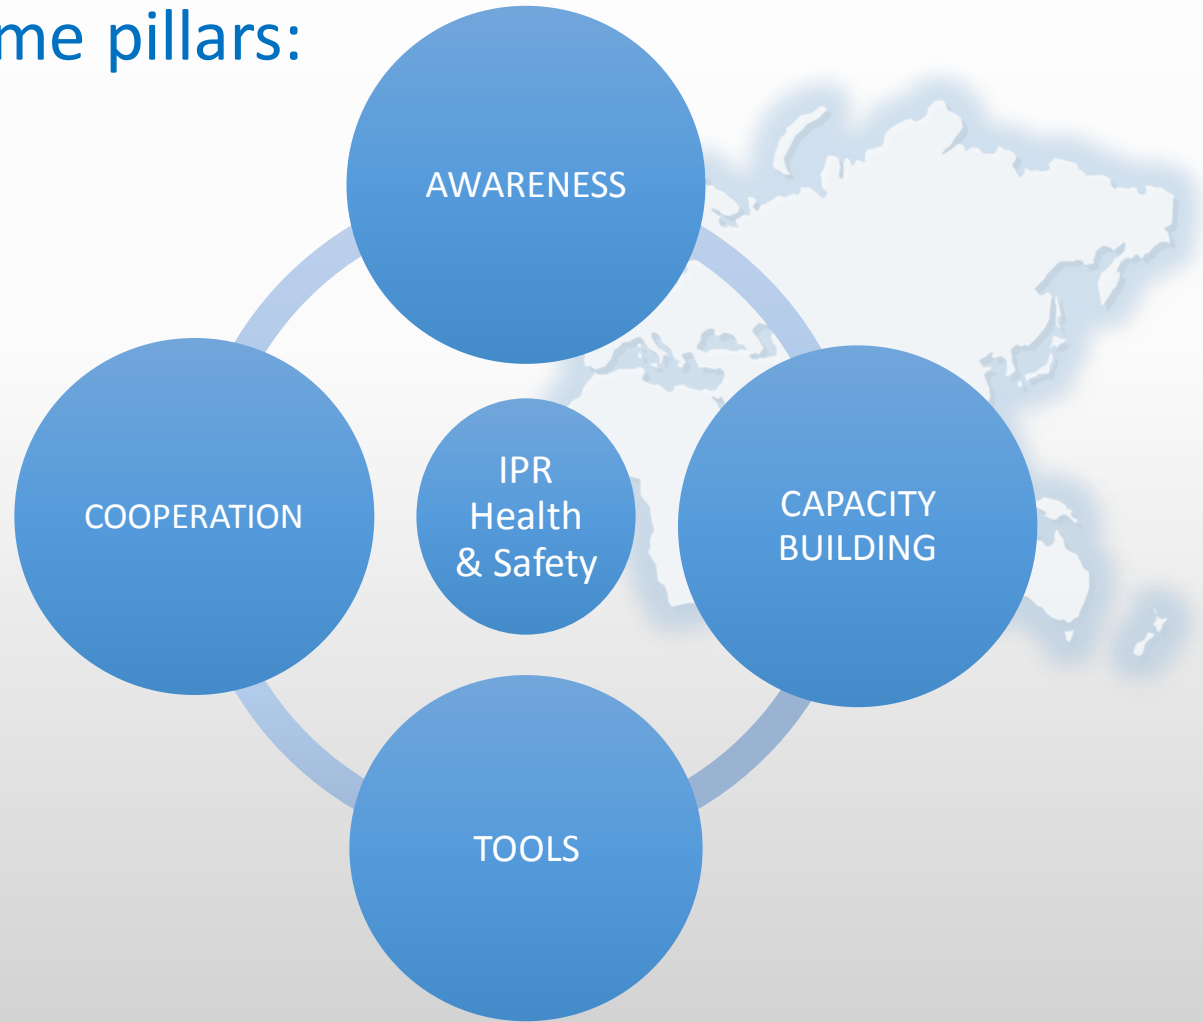 me pillars:
AWARENESS
COOPERATION
IPR
Health
& Safety
CAPACITY
BUILDING
TOOLS